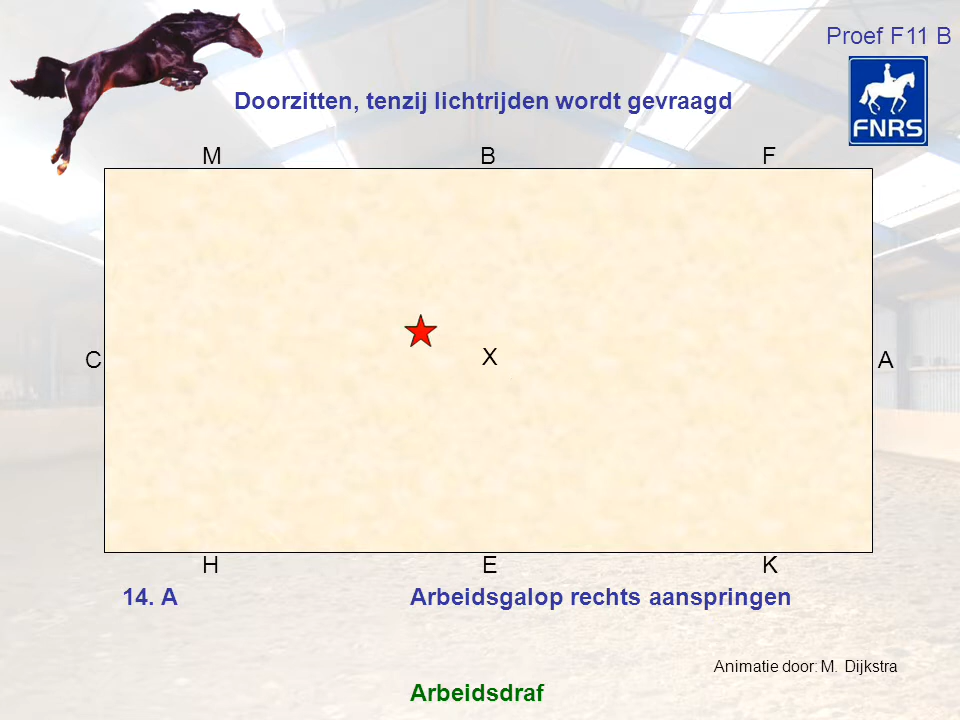 Proef F11 B
FNRS
Doorzitten, tenzij lichtrijden wordt gevraagd
M B F
C X A
H E K
14. A Arbeidsgalop rechts aanspringen
Animatie door: M. Dijkstra
Arbeidsdraf